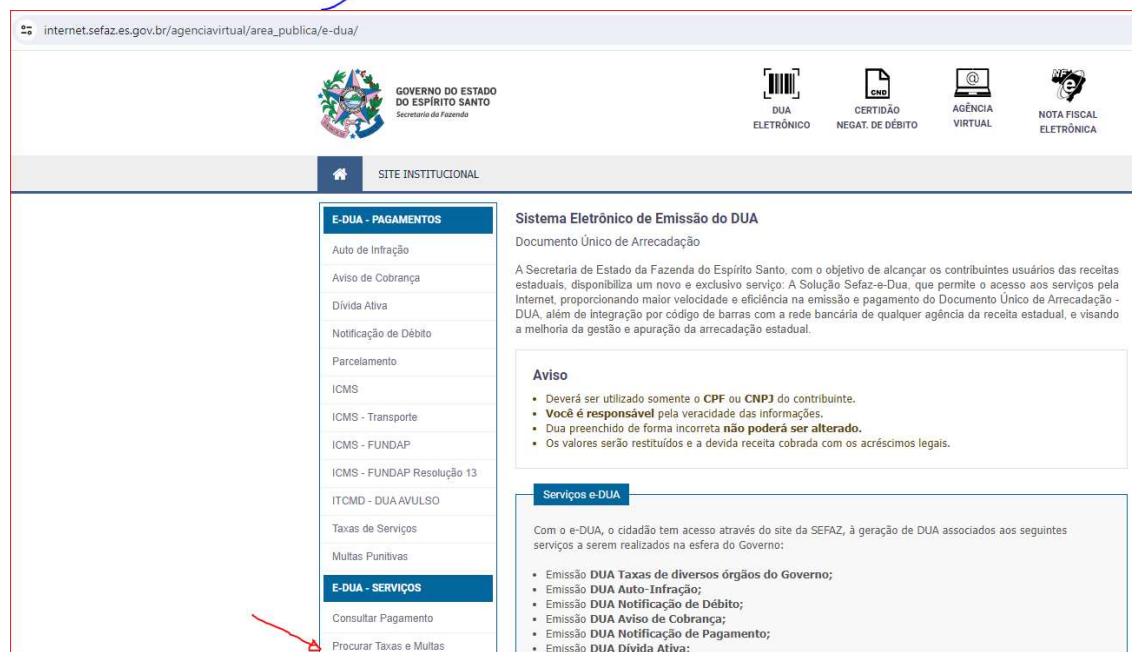 internet.sefaz.es.gov.br/agenciavirtual/area_publica/e-dua/
GOVERNO DO ESTADO
DO ESPÍRITO SANTO
Secretaria da Fazenda
DUA
ELETRÔNICO
CND
CERTIDÃO
NEGAT. DE DÉBITO
@
AGÊNCIA
VIRTUAL
NF
e
NOTA FISCAL
ELETRÔNICA
SITE INSTITUCIONAL
E-DUA - PAGAMENTOS
Auto de Infração
Aviso de Cobrança
Dívida Ativa
Notificação de Débito
Parcelamento
ICMS
ICMS - Transporte
ICMS - FUNDAP
ICMS - FUNDAP Resolução 13
ITCMD - DUA AVULSO
Taxas de Serviços
Multas Punitivas
E-DUA - SERVIÇOS
Consultar Pagamento
Procurar Taxas e Multas
Sistema Eletrônico de Emissão do DUA
Documento Único de Arrecadação
A Secretaria de Estado da Fazenda do Espírito Santo, com o objetivo de alcançar os contribuintes usuários das receitas
estaduais, disponibiliza um novo e exclusivo serviço: A Solução Sefaz-e-Dua, que permite o acesso aos serviços pela
Internet, proporcionando maior velocidade e eficiência na emissão e pagamento do Documento Único de Arrecadação -
DUA, além de integração por código de barras com a rede bancária de qualquer agência da receita estadual, e visando
a melhoria da gestão e apuração da arrecadação estadual.
Aviso
• Deverá ser utilizado somente o CPF ou CNPJ do contribuinte.
• Você é responsável pela veracidade das informações.
• Dua preenchido de forma incorreta não poderá ser alterado.
• Os valores serão restituídos e a devida receita cobrada com os acréscimos legais.
Serviços e-DUA
Com o e-DUA, o cidadão tem acesso através do site da SEFAZ, à geração de DUA associados aos seguintes
serviços a serem realizados na esfera do Governo:
• Emissão DUA Taxas de diversos órgãos do Governo;
• Emissão DUA Auto-Infração;
• Emissão DUA Notificação de Débito;
• Emissão DUA Aviso de Cobrança;
• Emissão DUA Notificação de Pagamento;
• Emissão DUA Dívida Ativa;